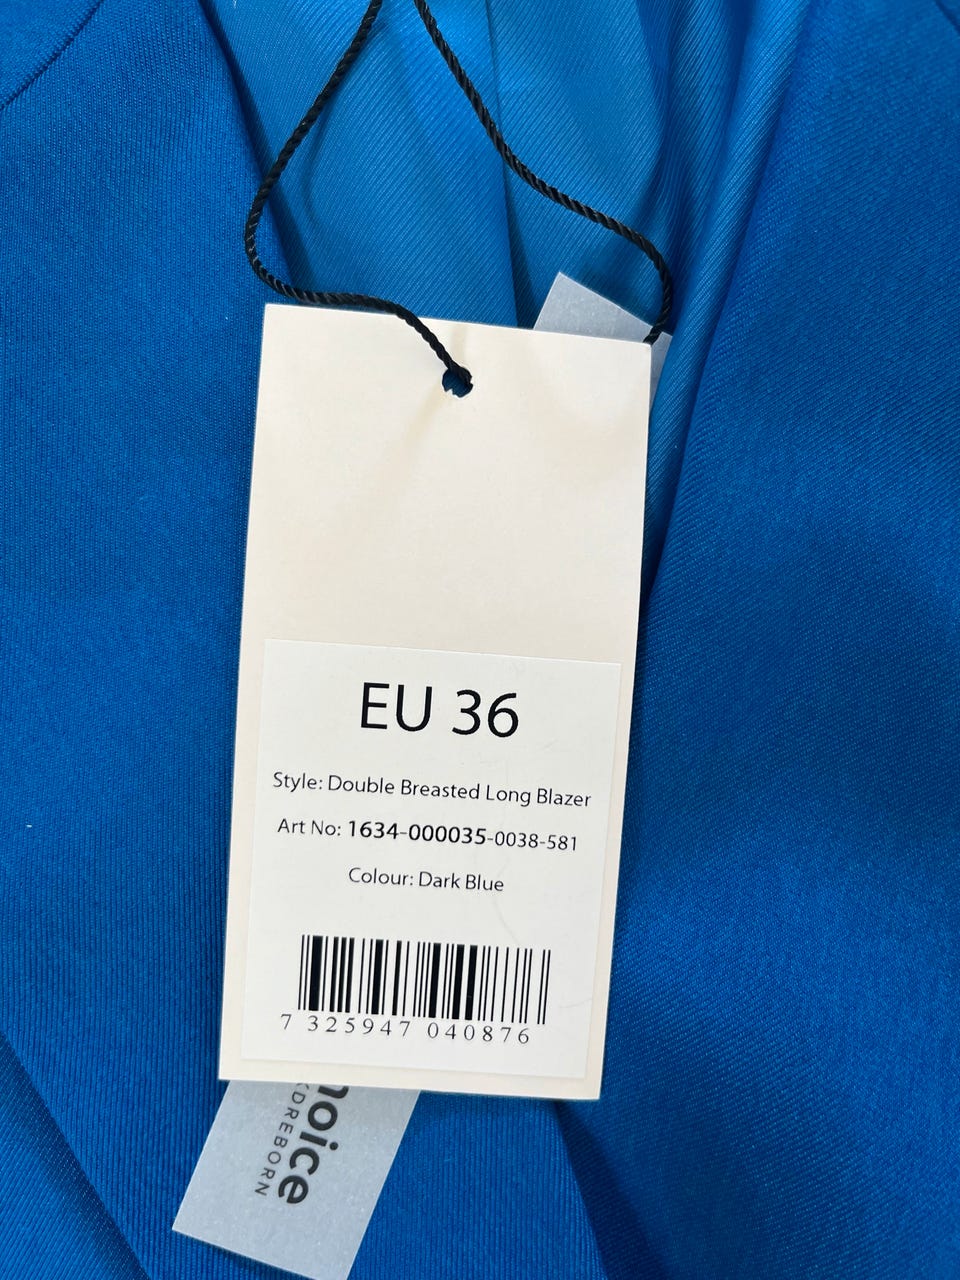 EU 36
Style: Double Breasted Long Blazer
Art No: 1634-000035-0038-581
Colour: Dark Blue
7 325947 040876